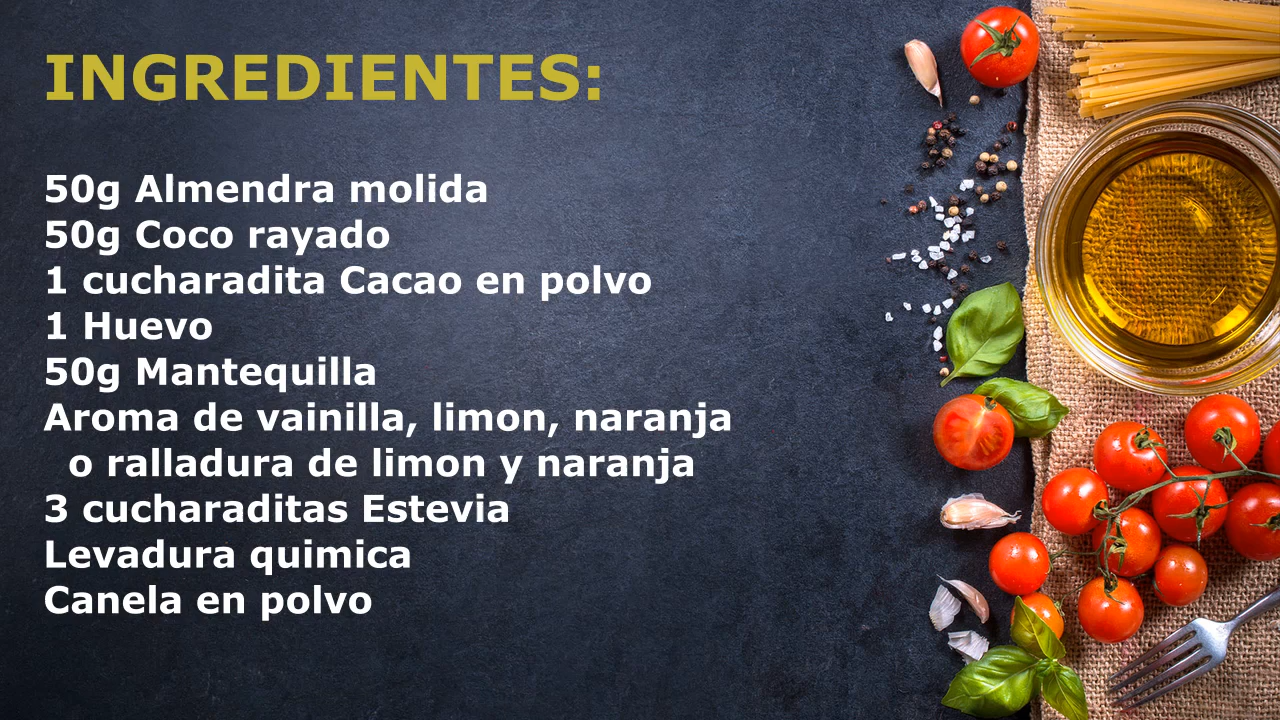 INGREDIENTES:
50g Almendra molida
50g Coco rayado
1 cucharadita Cacao en polvo
1 Huevo
50g Mantequilla
Aroma de vainilla, limon, naranja
o ralladura de limon y naranja
3 cucharaditas Estevia
Levadura quimica
Canela en polvo